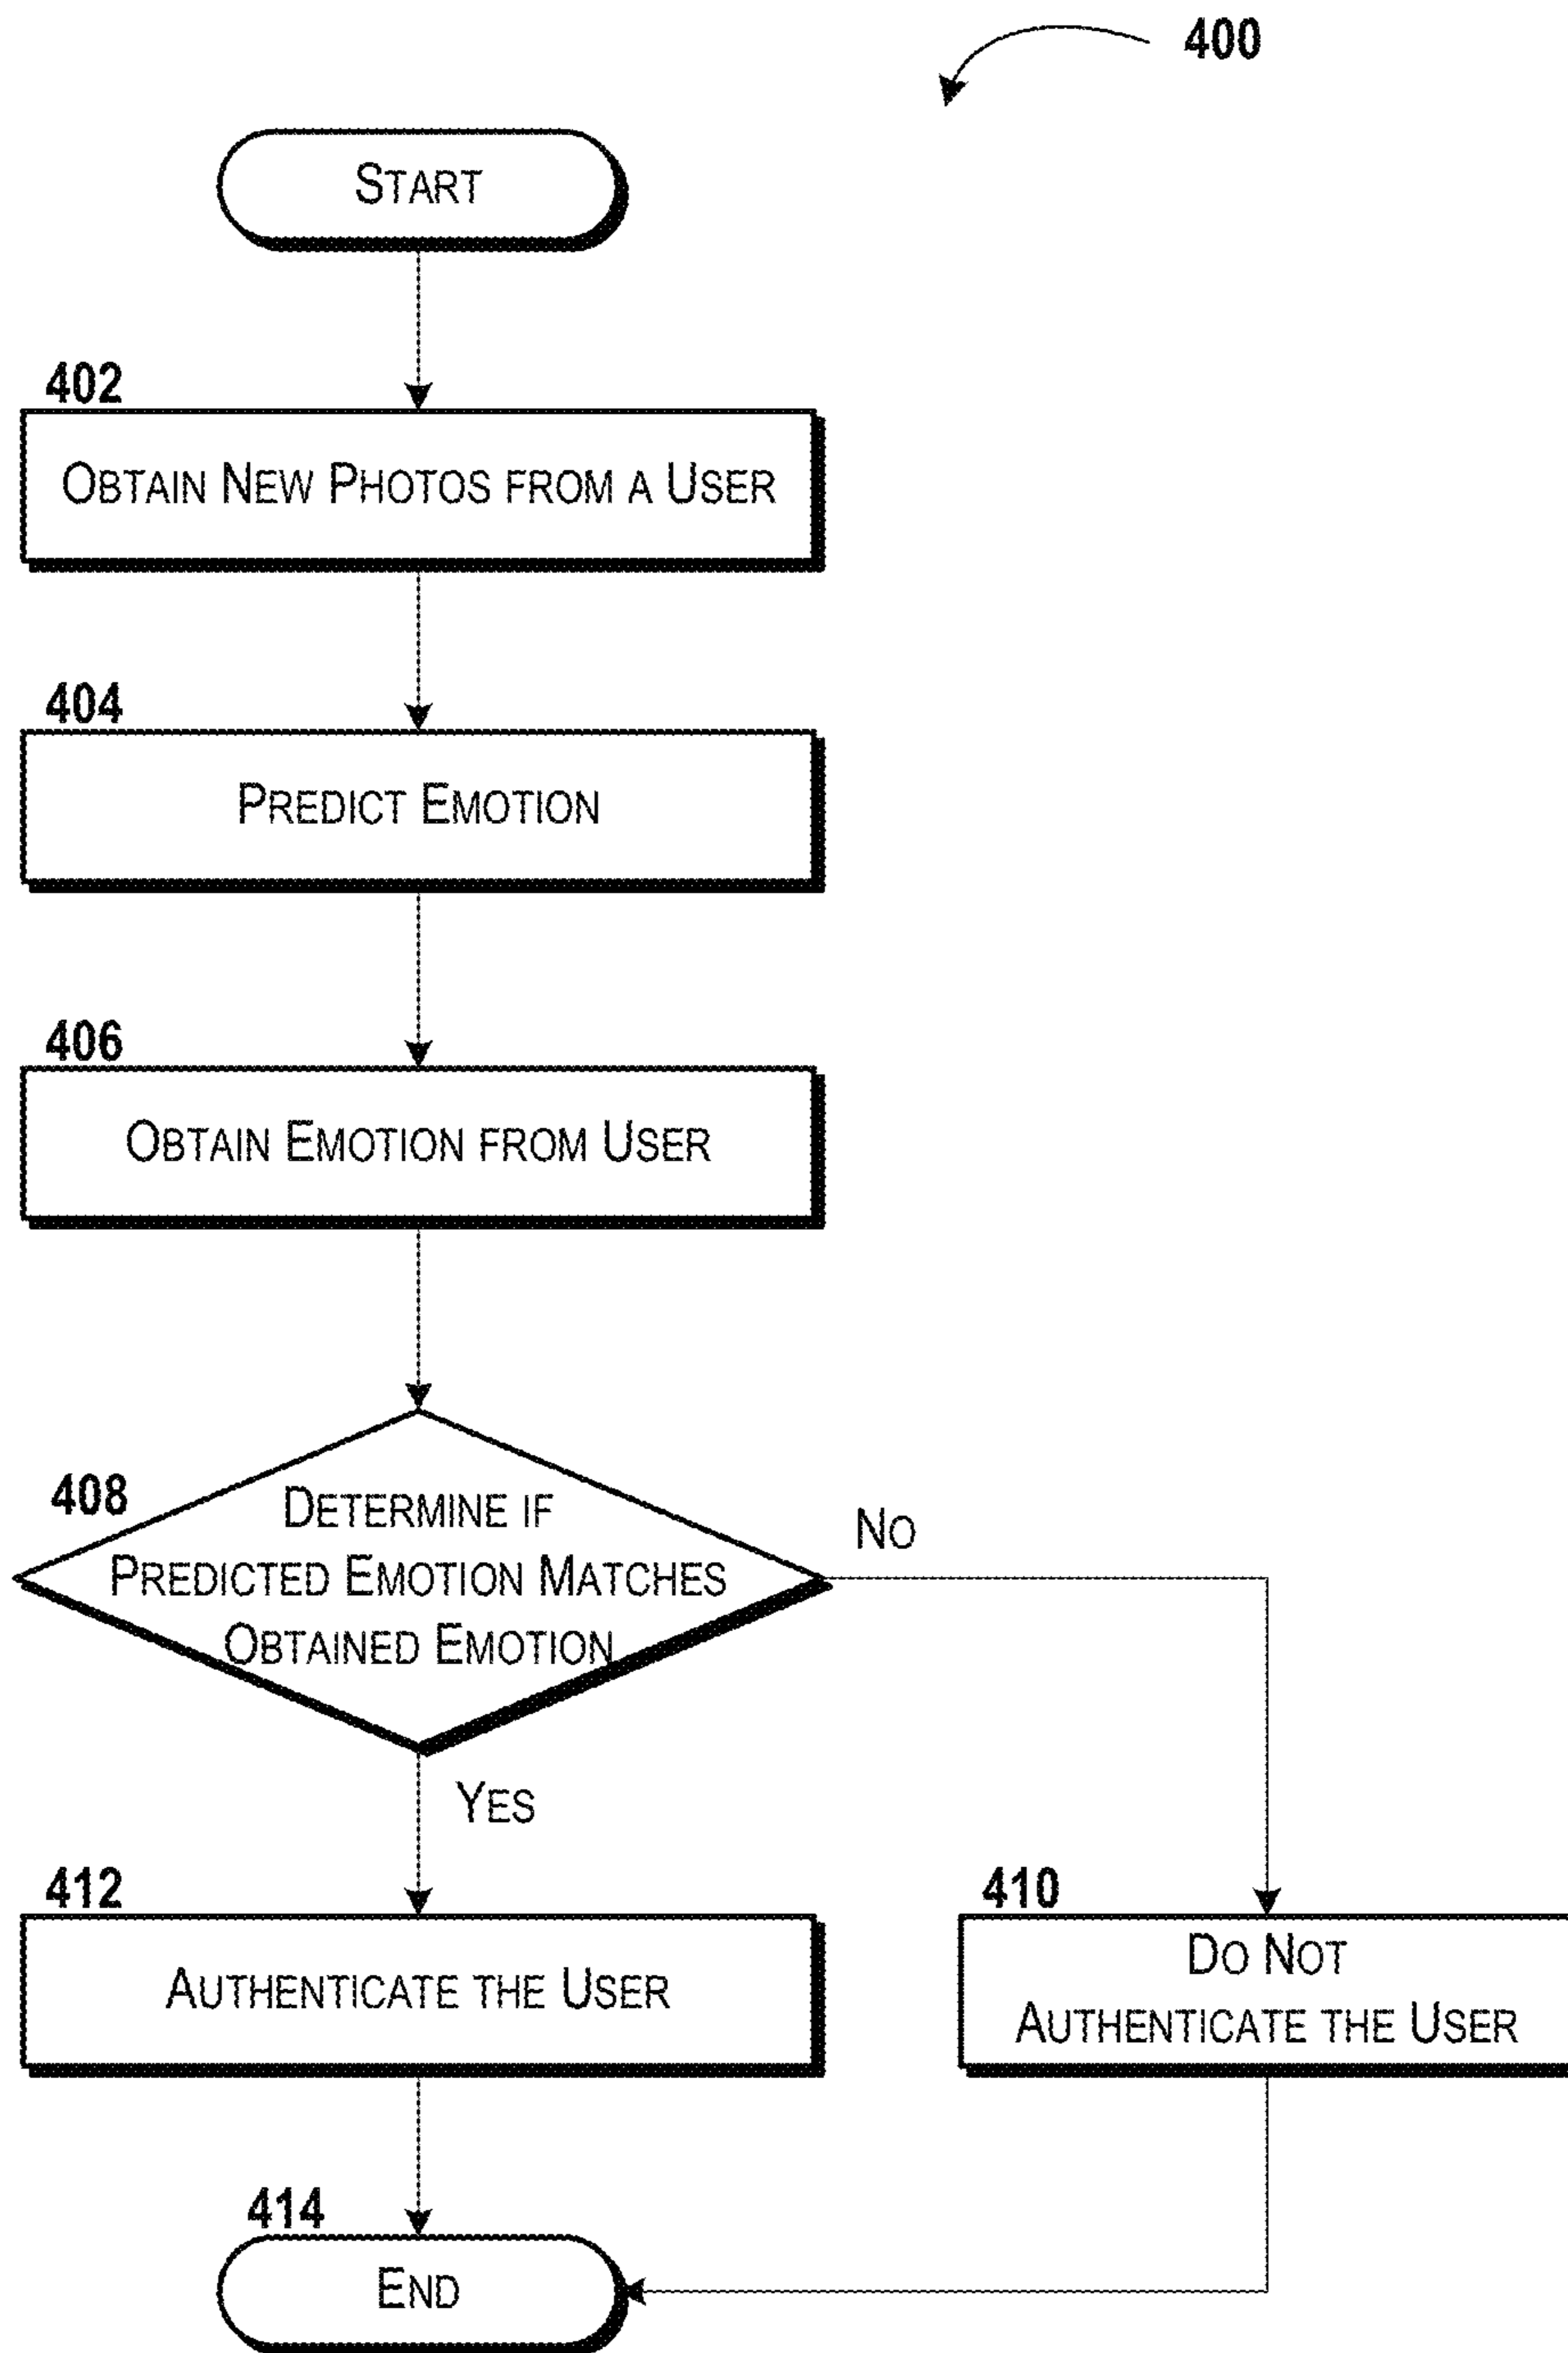 400
START
402
OBTAIN NEW PHOTOS FROM A USER
404
PREDICT EMOTION
406
OBTAIN EMOTION FROM USER
408
DETERMINE IF
PREDICTED EMOTION MATCHES
OBTAINED EMOTION
NO
YES
412
AUTHENTICATE THE USER
410
DO NOT
AUTHENTICATE THE USER
414
END